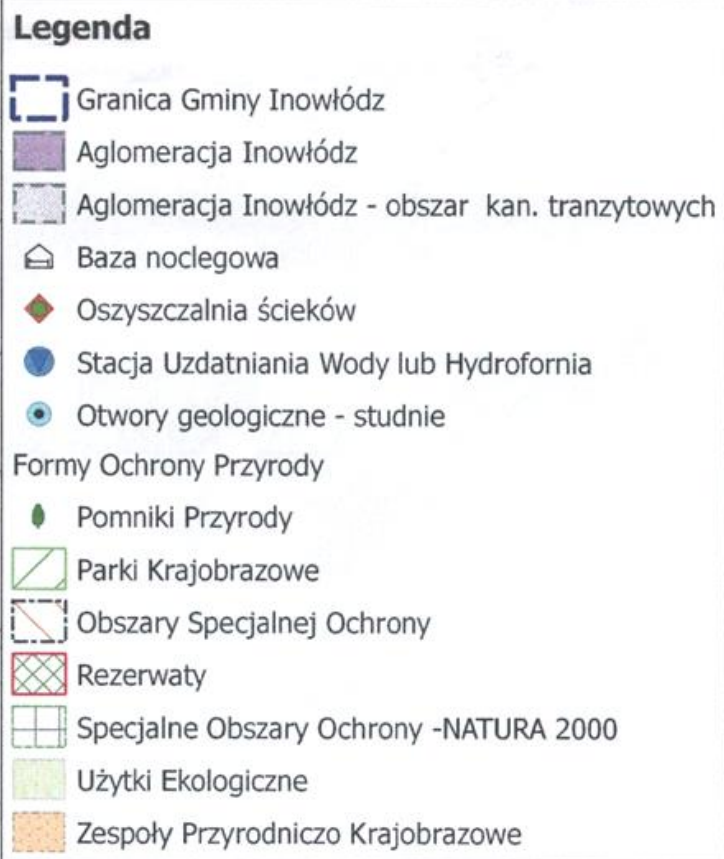 Legenda
Granica Gminy Inowłódz
Aglomeracja Inowłódz
Aglomeracja Inowłódz - obszar kan. tranzytowych
Baza noclegowa
Oszyszczalnia ścieków
Stacja Uzdatniania Wody lub Hydrofornia
Otwory geologiczne - studnie
Formy Ochrony Przyrody
Pomniki Przyrody
Parki Krajobrazowe
Obszary Specjalnej Ochrony
Rezerwaty
Specjalne Obszary Ochrony -NATURA 2000
Użytki Ekologiczne
Zespoły Przyrodniczo Krajobrazowe